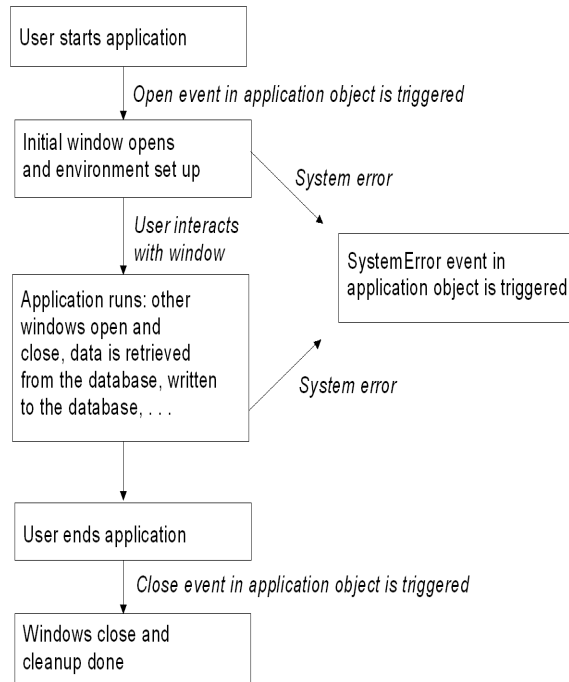 User starts application
Open event in application object is triggered
Initial window opens
and environment set up
System error
User interacts
with window
SystemError event in
application object is triggered
Application runs: other
windows open and
close, data is retrieved
from the database, written
to the database, . . .
System error
User ends application
Close event in application object is triggered
Windows close and
cleanup done